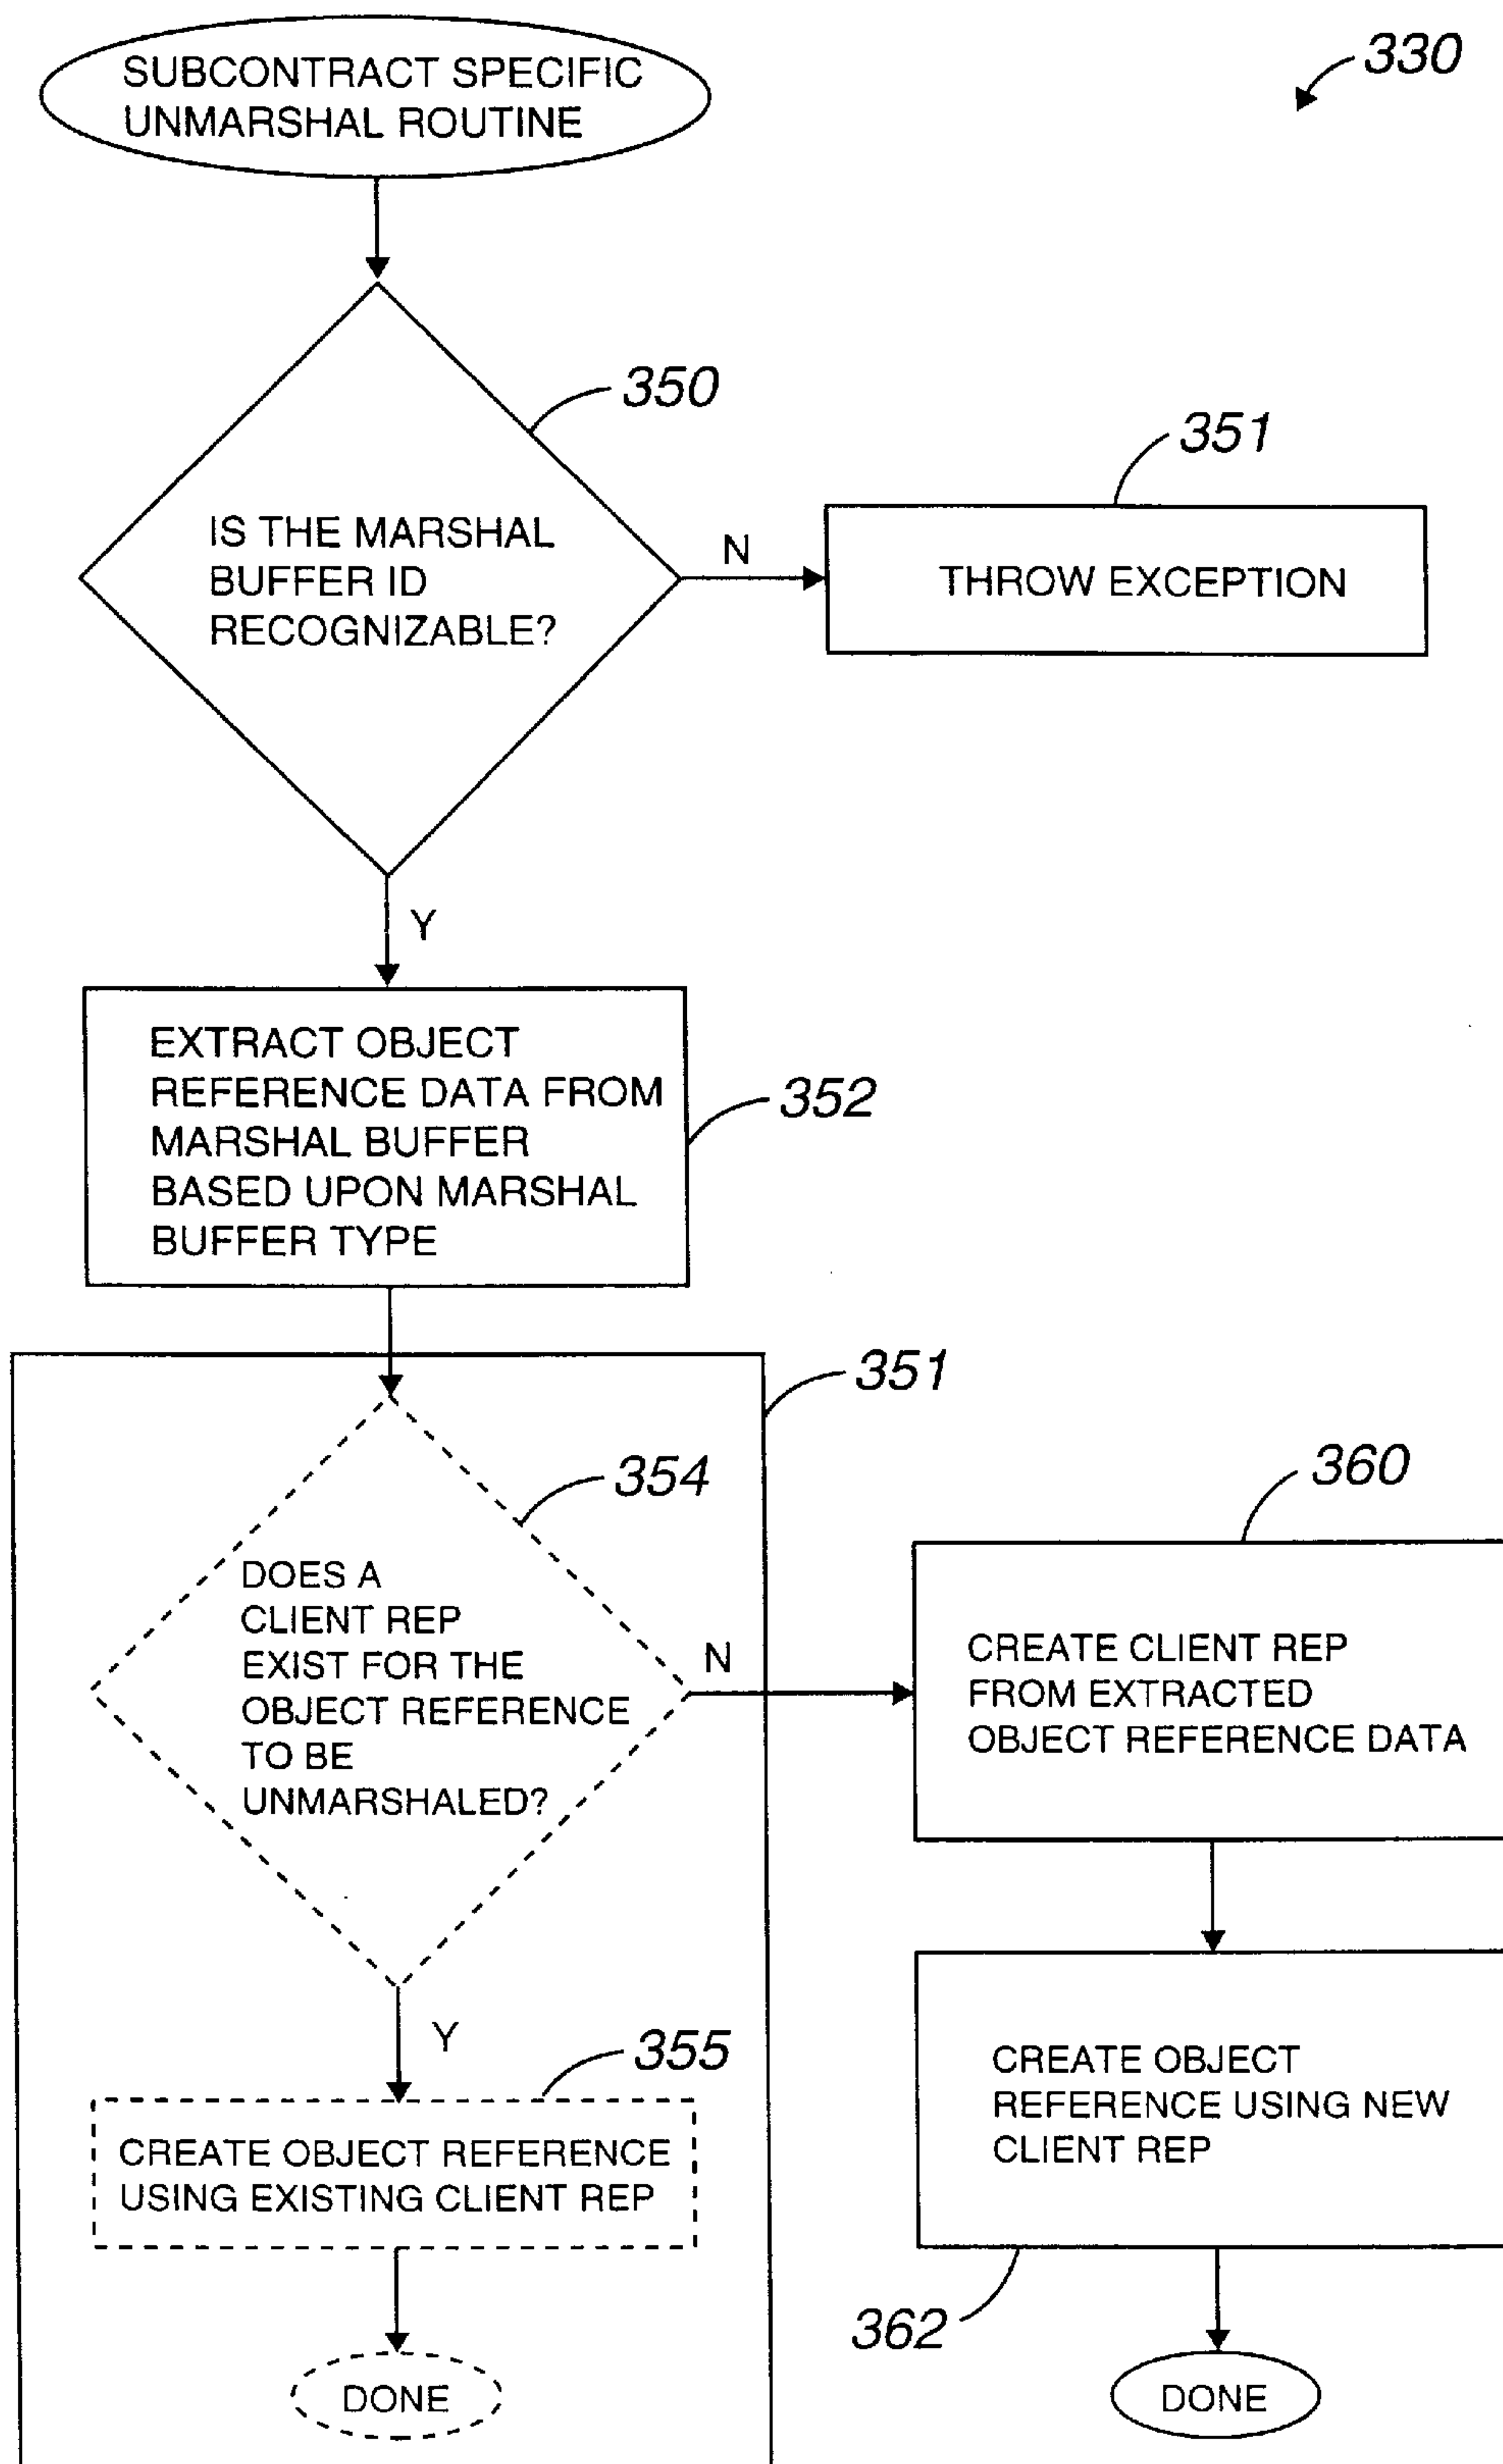 SUBCONTRACT SPECIFIC
UNMARSHAL ROUTINE
330
350
IS THE MARSHAL
BUFFER ID
RECOGNIZABLE?
N
351
THROW EXCEPTION
Y
EXTRACT OBJECT
REFERENCE DATA FROM
MARSHAL BUFFER
BASED UPON MARSHAL
BUFFER TYPE
352
351
354
DOES A
CLIENT REP
EXIST FOR THE
OBJECT REFERENCE
TO BE
UNMARSHALED?
N
360
CREATE CLIENT REP
FROM EXTRACTED
OBJECT REFERENCE DATA
Y
355
CREATE OBJECT REFERENCE
USING EXISTING CLIENT REP
DONE
CREATE OBJECT
REFERENCE USING NEW
CLIENT REP
362
DONE